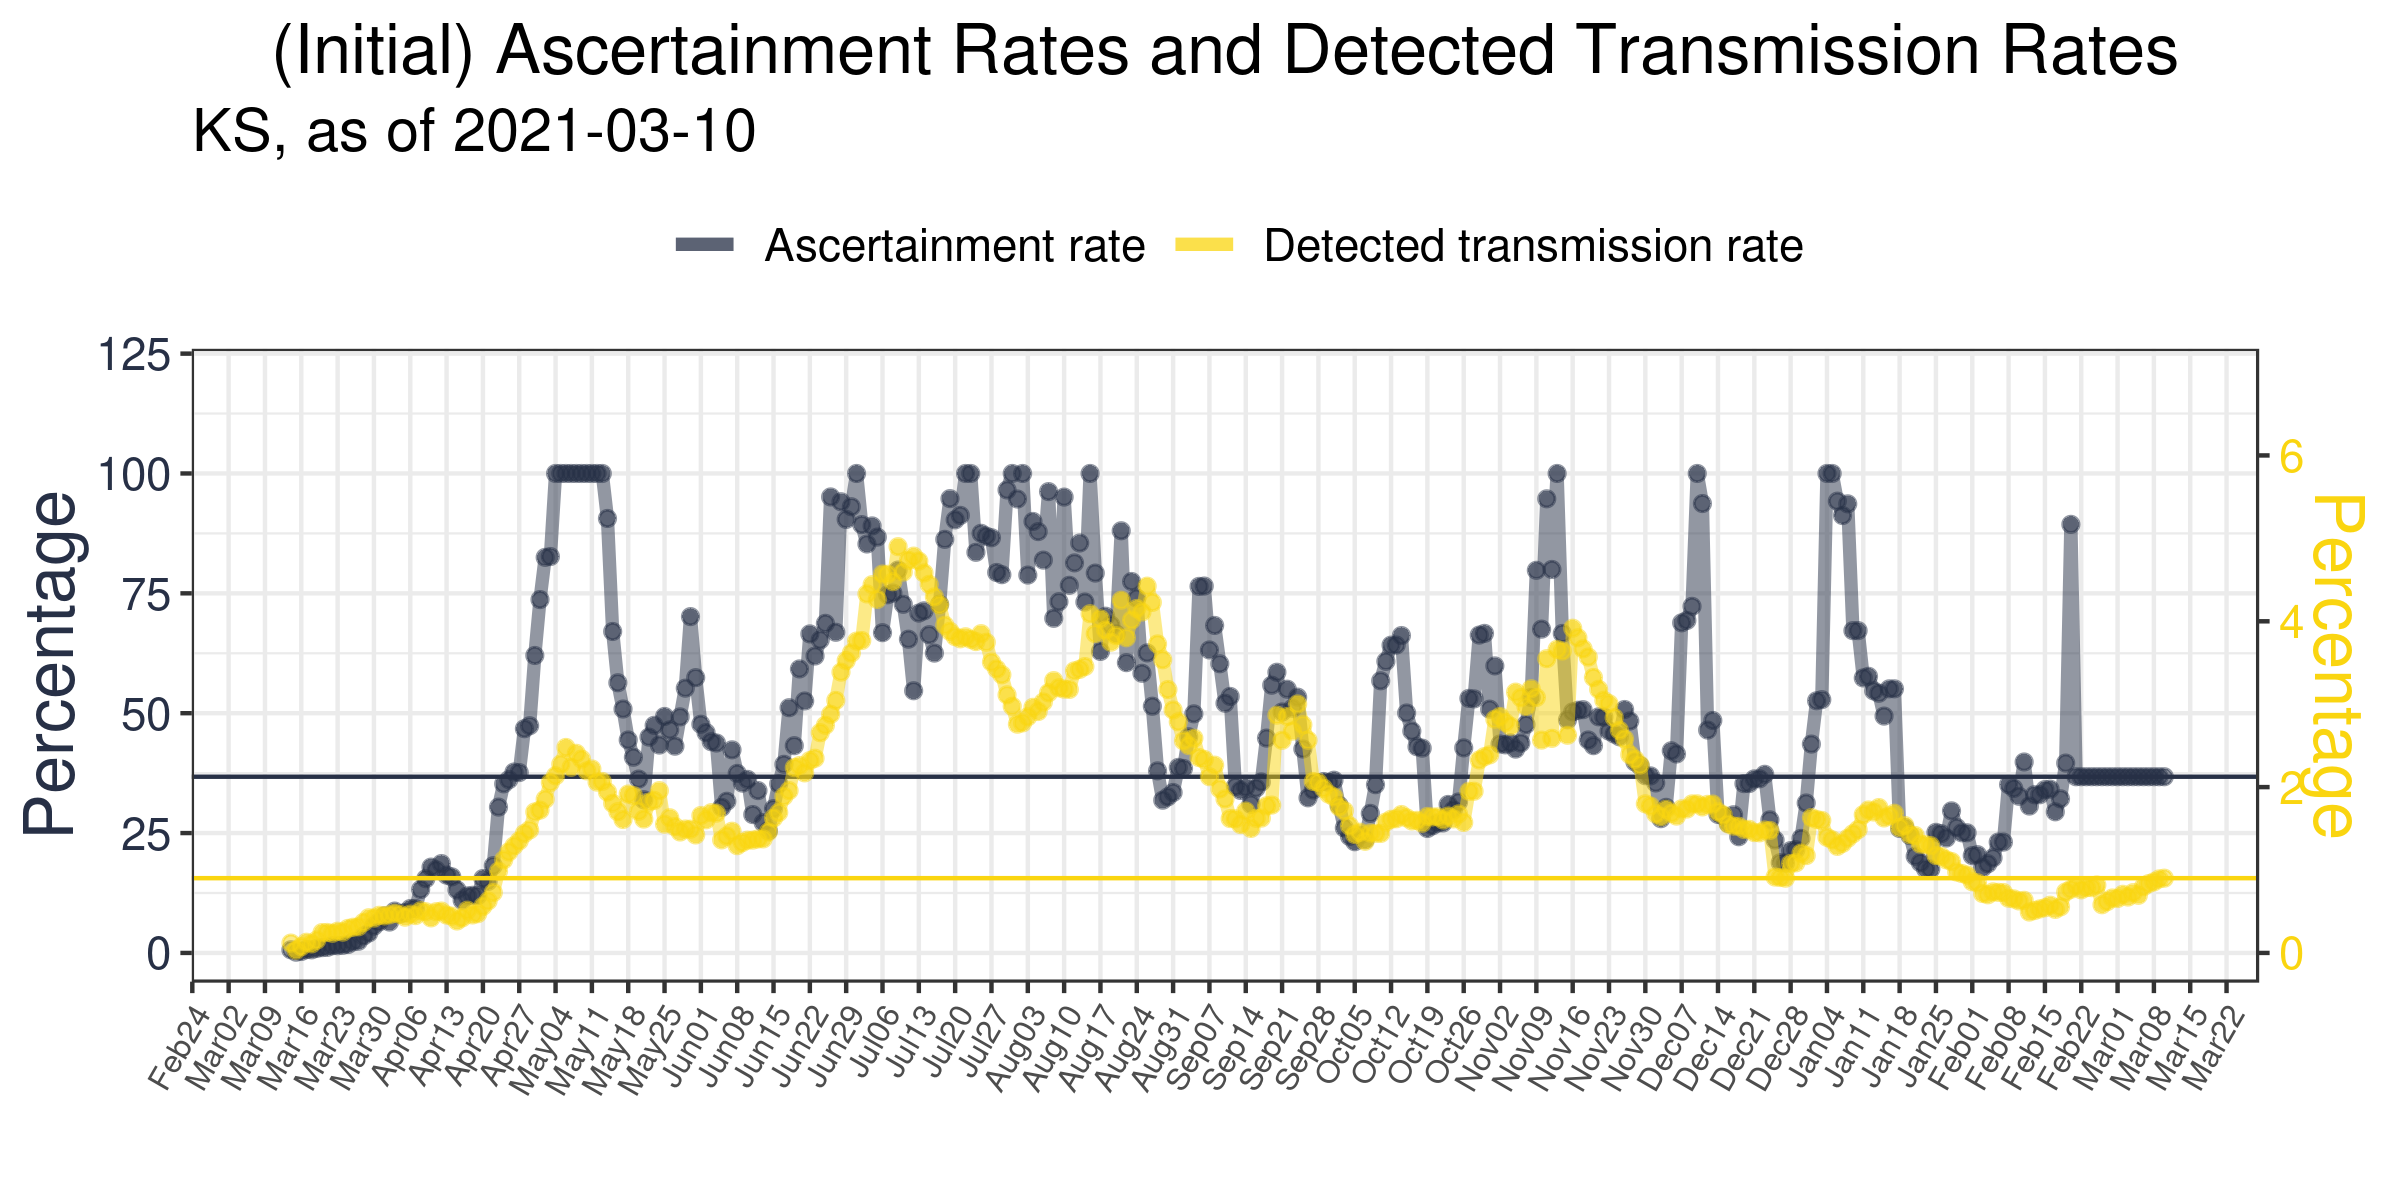 (Initial) Ascertainment Rates and Detected Transmission Rates
KS, as of 2021-03-10
Ascertainment rate
Detected transmission rate
Percentage
125
100
75
50
25
0
6
4
2
0
Percentage
Feb24
Mar02
Mar09
Mar16
Mar23
Mar30
Apr06
Apr13
Apr20
Apr27
May04
May11
May18
May25
Jun01
Jun08
Jun15
Jun22
Jun29
Jul06
Jul13
Jul20
Jul27
Aug03
Aug10
Aug17
Aug24
Aug31
Sep07
Sep14
Sep21
Sep28
Oct05
Oct12
Oct19
Oct26
Nov02
Nov09
Nov16
Nov23
Nov30
Dec07
Dec14
Dec21
Dec28
Jan04
Jan11
Jan18
Jan25
Feb01
Feb08
Feb15
Feb22
Mar01
Mar08
Mar15
Mar22